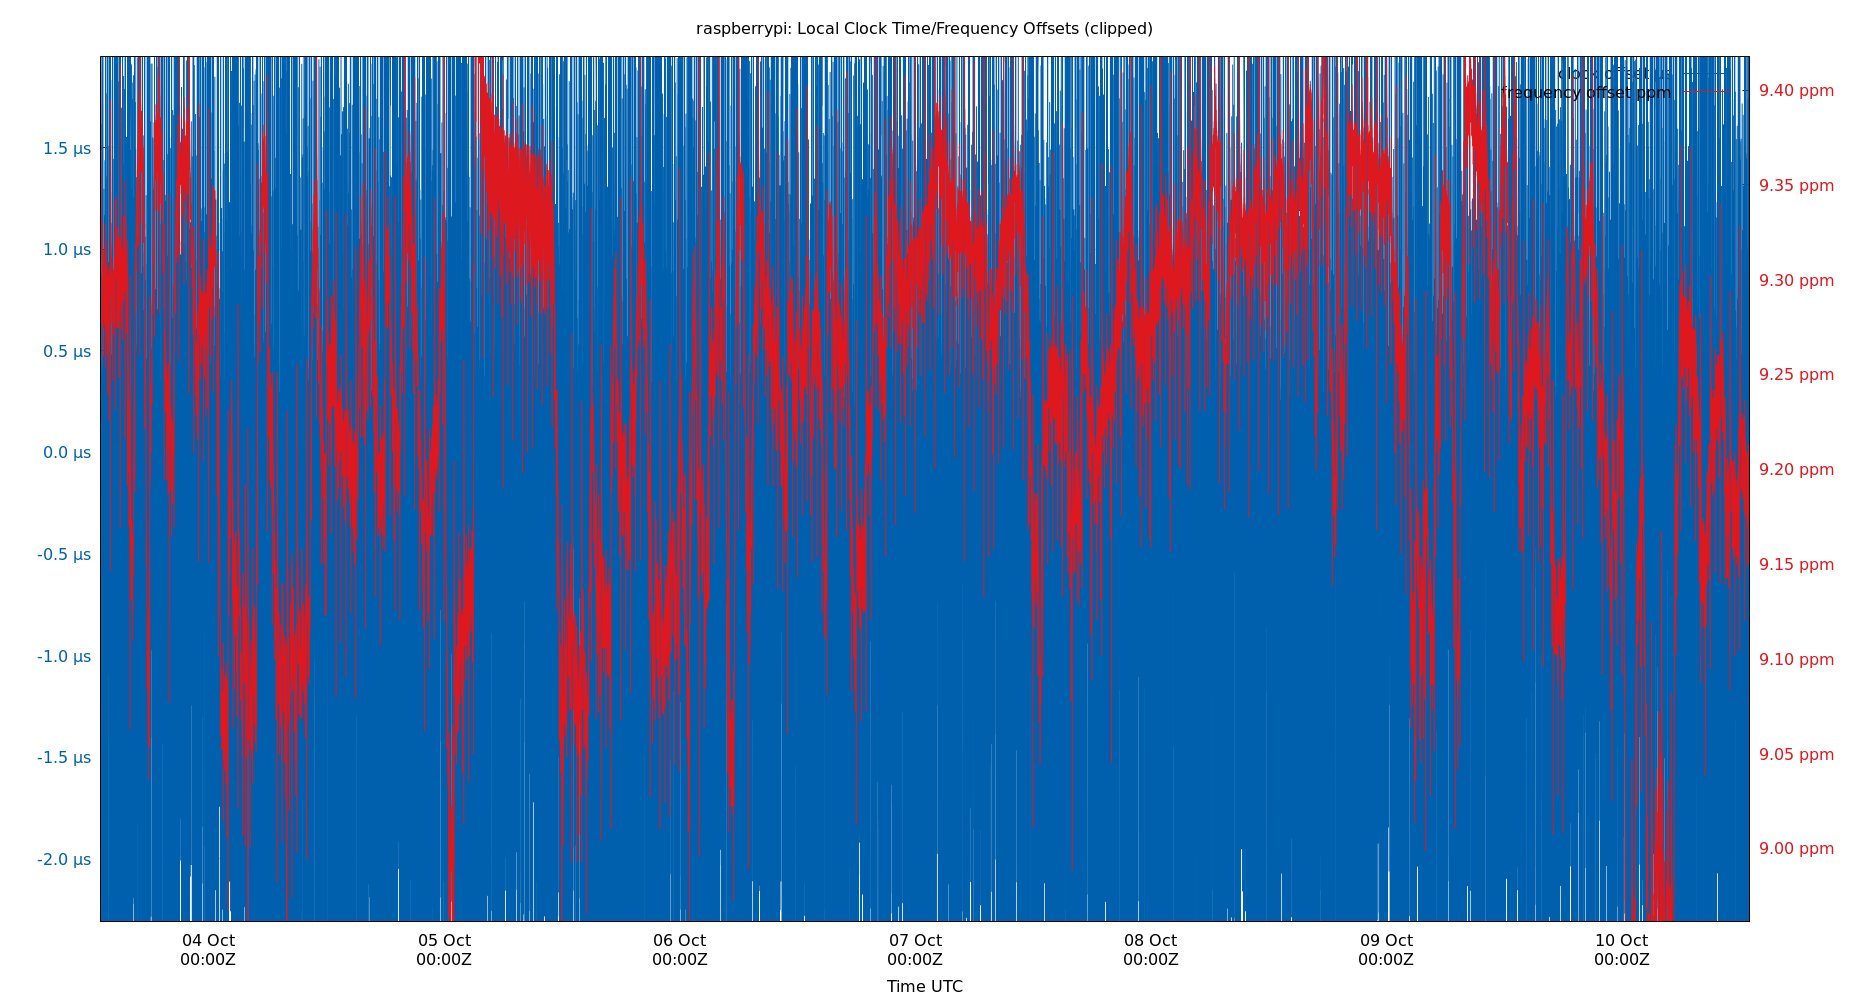 raspberrypi: Local Clock Time/Frequency Offsets (clipped)
clock offset µs
frequency offset ppm
1.5 µs
1.0 µs
0.5 µs
0.0 µs
-0.5 µs
-1.0 µs
-1.5 µs
-2.0 µs
9.40 ppm
9.35 ppm
9.30 ppm
9.25 ppm
9.20 ppm
9.15 ppm
9.10 ppm
9.05 ppm
9.00 ppm
04 Oct 05 Oct 06 Oct 07 Oct 08 Oct 09 Oct 10 Oct
00:00Z 00:00Z 00:00Z 00:00Z 00:00Z 00:00Z 00:00Z
Time UTC